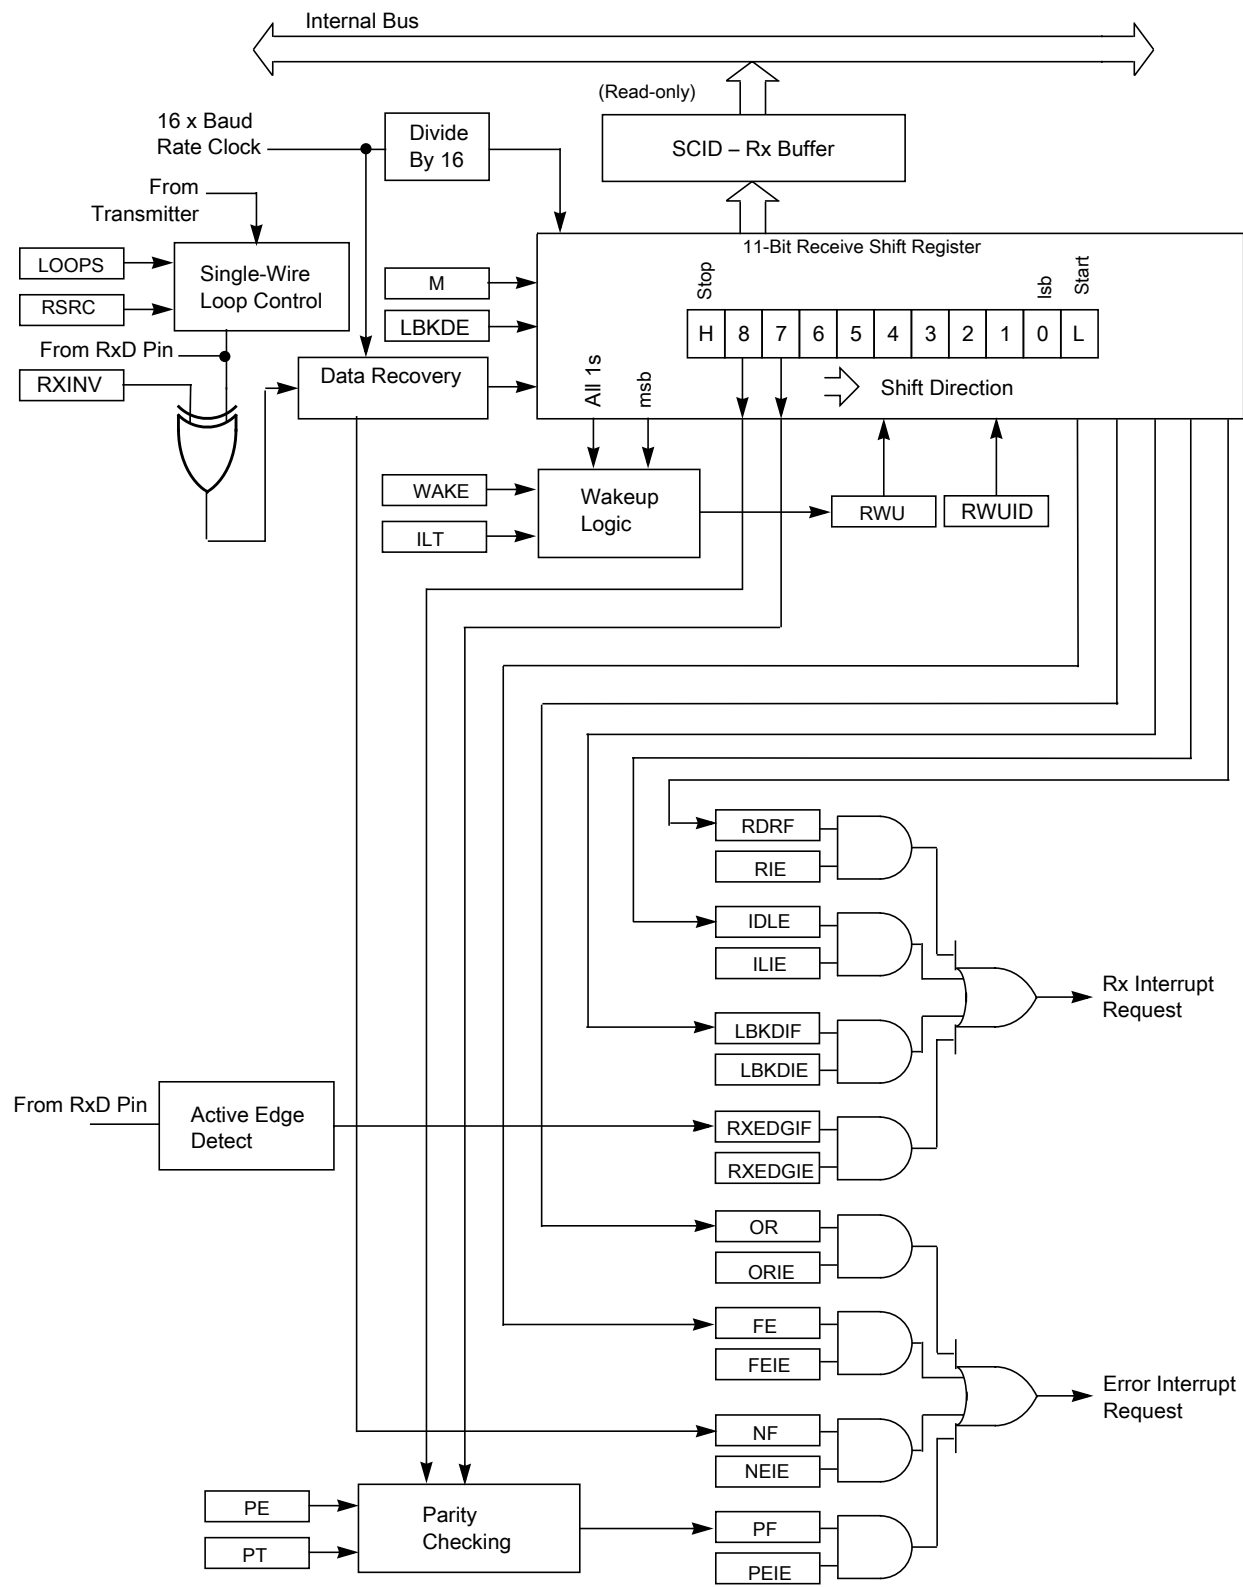 Internal Bus
(Read-only)
16 x Baud
Rate Clock
Divide
By 16
SCID – Rx Buffer
From
Transmitter
11-Bit Receive Shift Register
LOOPS
RSRC
Single-Wire
Loop Control
M
LBKDE
Stop
lsb
Start
H 8 7 6 5 4 3 2 1 0 L
From RxD Pin
RXINV
Data Recovery
All 1s
msb
Shift Direction
WAKE
ILT
Wakeup
Logic
RWU
RWUID
RDRF
RIE
IDLE
ILIE
Rx Interrupt
Request
LBKDIF
LBKDIE
From RxD Pin
Active Edge
Detect
RXEDGIF
RXEDGIE
OR
ORIE
FE
FEIE
Error Interrupt
Request
NF
NEIE
PE
PT
Parity
Checking
PF
PEIE